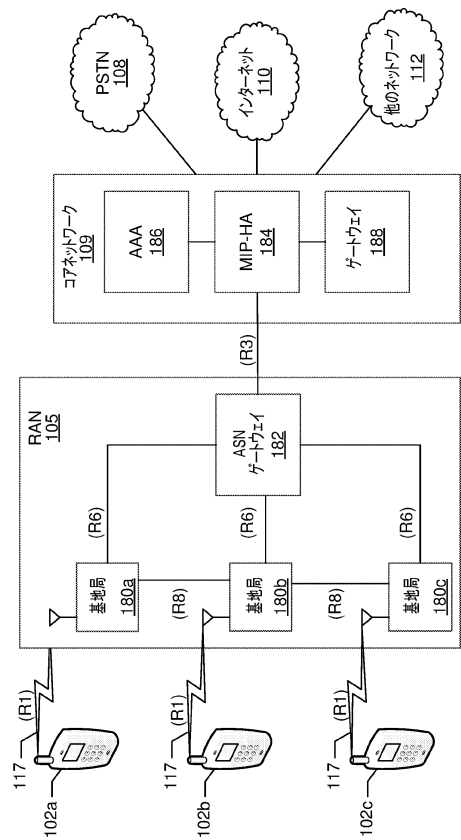 PSTN
108
インターネット
110
他のネットワーク
112
コアネットワーク
109
AAA
186
MIP-HA
184
ゲートウェイ
188
(R3)
RAN
105
ASN
ゲートウェイ
182
(R6)
(R6)
(R6)
基地局
180a
基地局
180b
基地局
180c
(R8)
(R8)
(R1)
(R1)
(R1)
117
117
117
102a
102b
102c